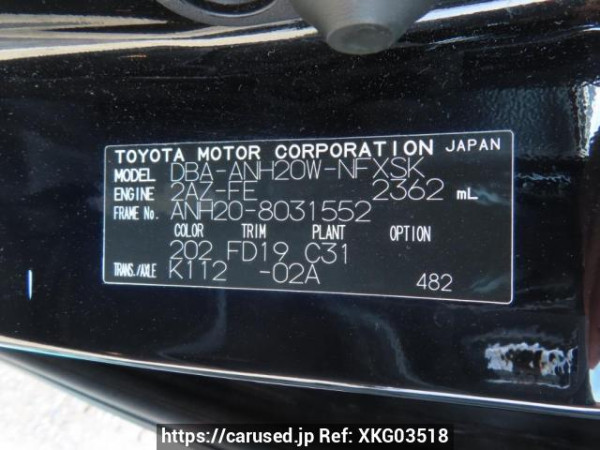 TOYOTA MOTOR CORPORATION JAPAN
MODEL DBA-ANH20W-NFXSK
ENGINE 2AZ-FE 2362 mL
FRAME No. ANH20-8031552
COLOR TRIM PLANT OPTION
202 FD19 C31
TRANS./AXLE K112 -02A 482
https://carused.jp Ref: XKG03518